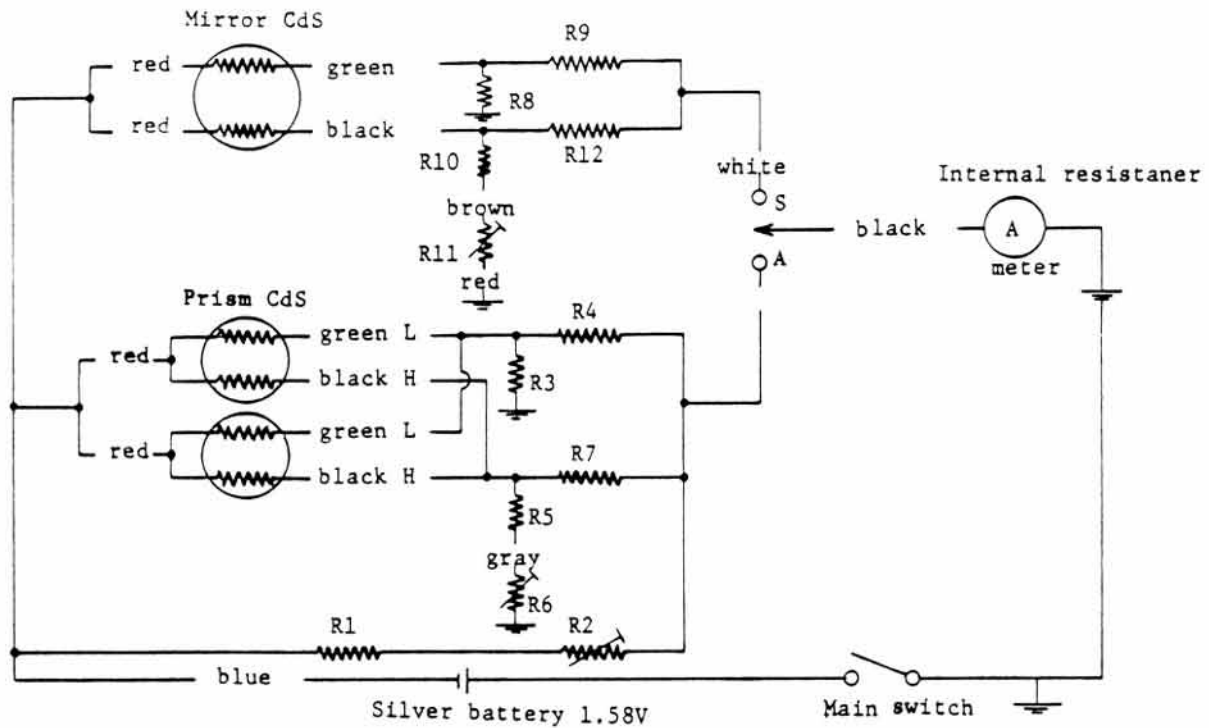 Mirror CdS
R9
red
green
R8
red
black
R12
R10
white
S
Internal resistaner
brown
black
A
R11
A
meter
red
Prism CdS
R4
green L
red
black H
R3
green L
R7
red
black H
R5
gray
R6
R1
R2
blue
Silver battery 1.58V
Main switch